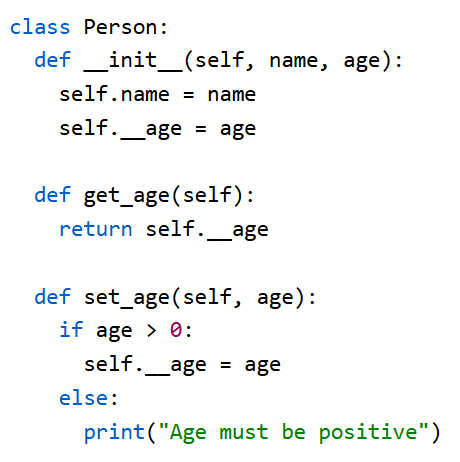 class Person:
  def __init__(self, name, age):
    self.name = name
    self.__age = age

  def get_age(self):
    return self.__age

  def set_age(self, age):
    if age > 0:
      self.__age = age
    else:
      print("Age must be positive")